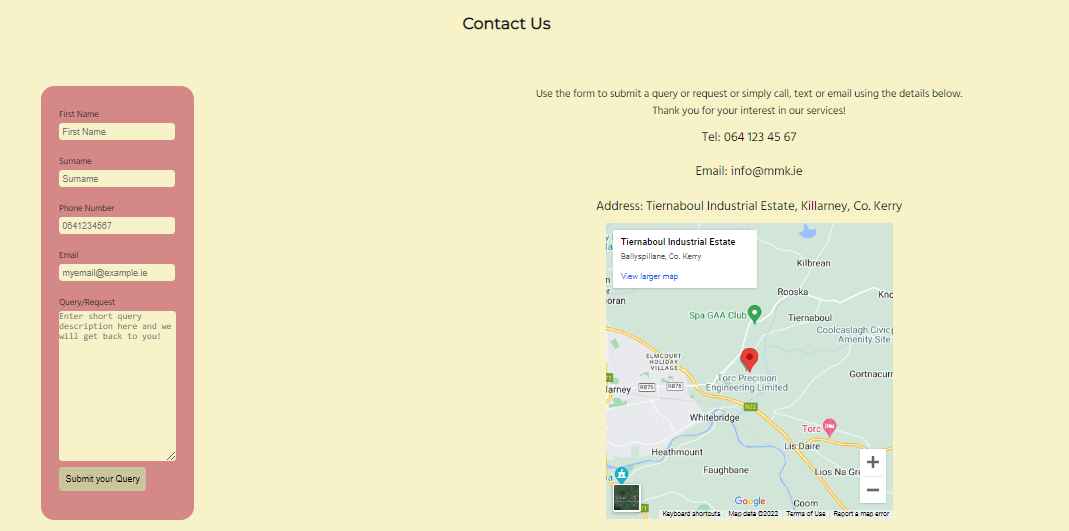 Contact Us
First Name
First Name
Surname
Surname
Phone Number
0641234567
Email
myemail@example.ie
Query/Request
Enter short query
description here and we
will get back to you!
Submit your Query
Use the form to submit a query or request or simply call, text or email using the details below.
Thank you for your interest in our services!
Tel: 064 123 45 67
Email: info@mmk.ie
Address: Tiernaboul Industrial Estate, Killarney, Co. Kerry
Tiernaboul Industrial Estate
Ballyspillane, Co. Kerry
View larger map
Kilbrean
Rooska
Kno
oran
Spa GAA Club
Tiernaboul
Coolcaslagh Civic
Amenity Site
ELMCOURT
HOLIDAY
VILLAGE
Torc Precision
Engineering Limited
Gortnacurr
larney
R876
R876
N22
Whitebridge
Torc
Lis Daire
Heathmount
Faughbane
Lios Na Gre
Coom
Google
Keyboard shortcuts
Map data ©2022
Terms of Use
Report a map error